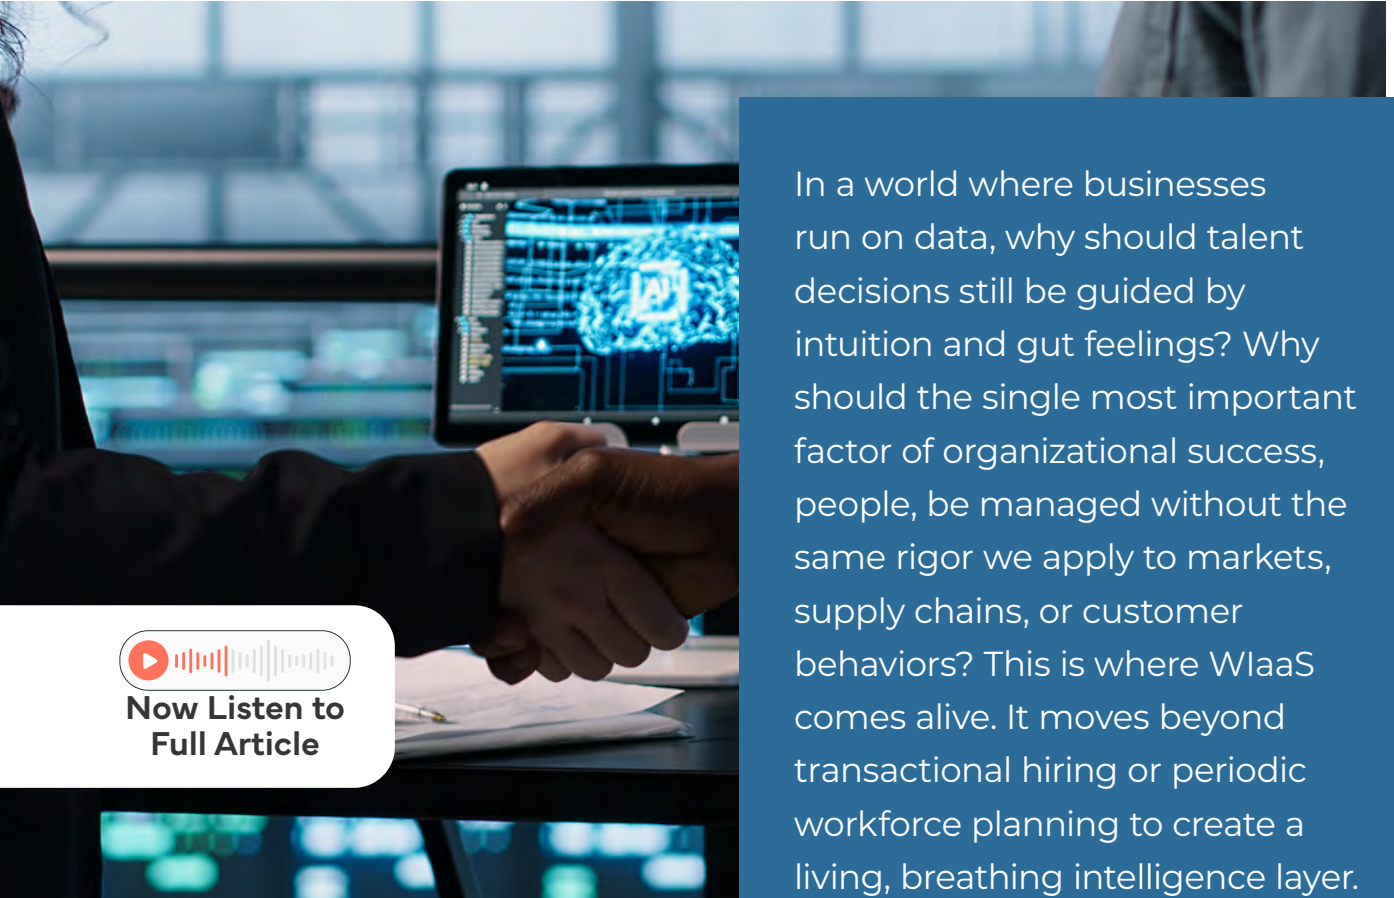 In a world where businesses
run on data, why should talent
decisions still be guided by
intuition and gut feelings? Why
should the single most important
factor of organizational success,
people, be managed without the
same rigor we apply to markets,
supply chains, or customer
behaviors? This is where WIaaS
comes alive. It moves beyond
transactional hiring or periodic
workforce planning to create a
living, breathing intelligence layer.
AI
Now Listen to
Full Article